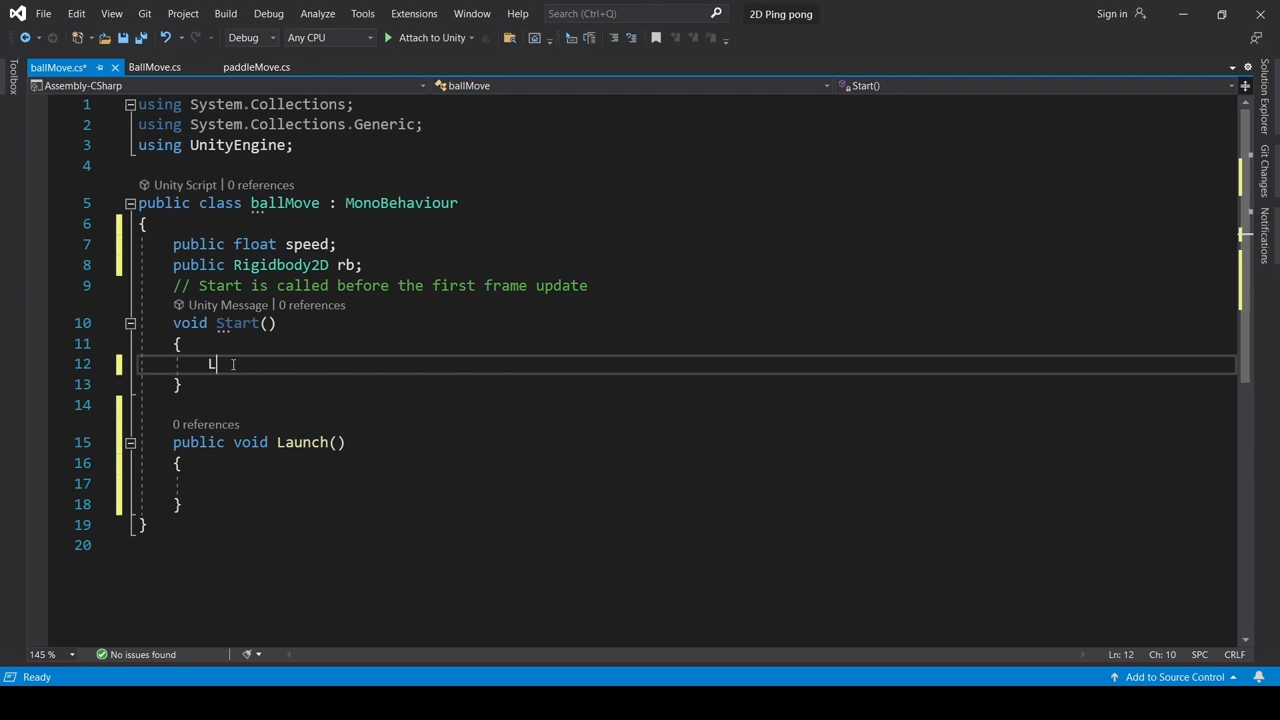 File Edit View Git Project Build Debug Analyze Tools Extensions Window Help Search (Ctrl+Q) 2D Ping pong Sign in
Debug Any CPU Attach to Unity
ballMove.cs* BallMove.cs paddleMove.cs
Assembly-CSharp ballMove Start()
Toolbox
Solution Explorer
Git Changes
Notifications
1 using System.Collections;
2 using System.Collections.Generic;
3 using UnityEngine;
4
Unity Script | 0 references
5 public class ballMove : MonoBehaviour
6 {
7 public float speed;
8 public Rigidbody2D rb;
9 // Start is called before the first frame update
Unity Message | 0 references
10 void Start()
11 {
12 L
13 }
14
0 references
15 public void Launch()
16 {
17
18 }
19 }
20
145 % No issues found Ln: 12 Ch: 10 SPC CRLF
Ready Add to Source Control